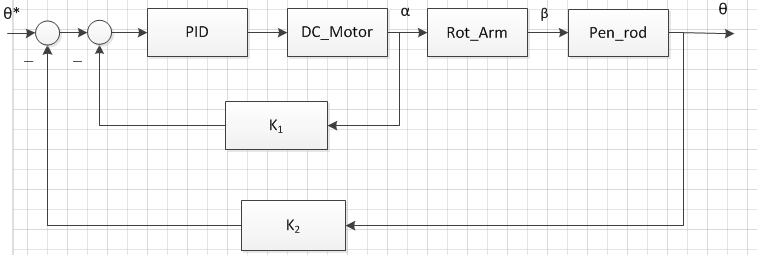 θ*
α
β
θ
PID
DC_Motor
Rot_Arm
Pen_rod
–
–
K₁
K₂